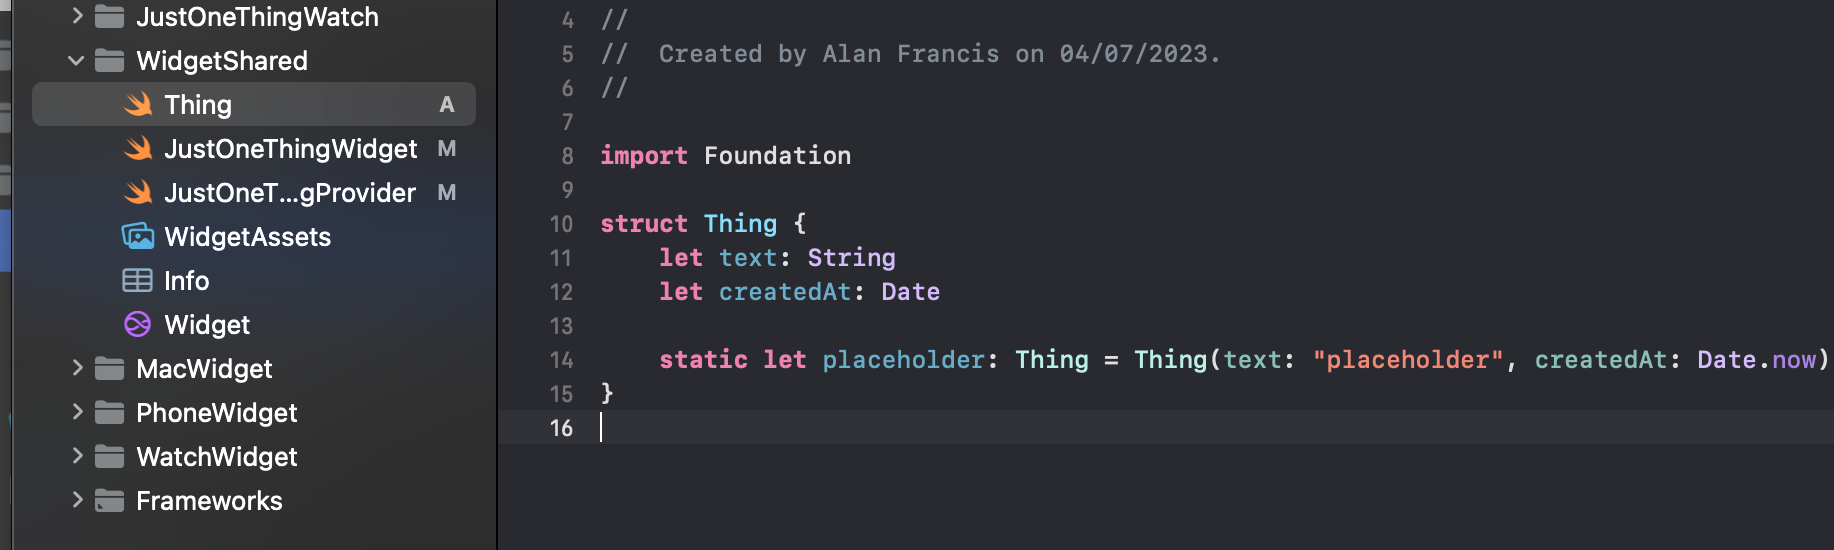 JustOneThingWatch
WidgetShared
Thing A
JustOneThingWidget M
JustOneT...gProvider M
WidgetAssets
Info
Widget
MacWidget
PhoneWidget
WatchWidget
Frameworks
4 //
5 //  Created by Alan Francis on 04/07/2023.
6 //
7
8 import Foundation
9
10 struct Thing {
11     let text: String
12     let createdAt: Date
13
14     static let placeholder: Thing = Thing(text: "placeholder", createdAt: Date.now)
15 }
16